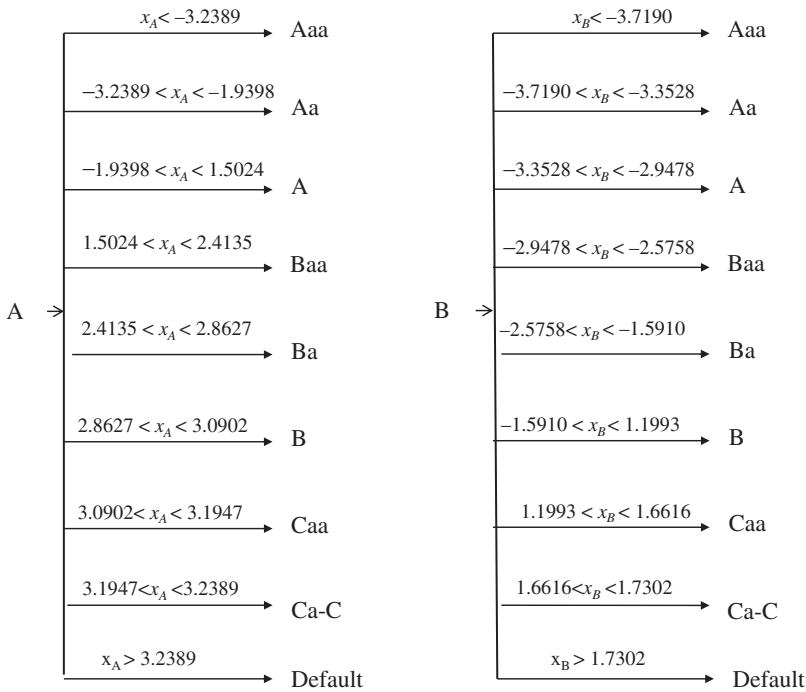 x_A < −3.2389
Aaa
−3.2389 < x_A < −1.9398
Aa
−1.9398 < x_A < 1.5024
A
1.5024 < x_A < 2.4135
Baa
A
2.4135 < x_A < 2.8627
Ba
2.8627 < x_A < 3.0902
B
3.0902< x_A < 3.1947
Caa
3.1947<x_A <3.2389
Ca-C
x_A > 3.2389
Default
x_B < −3.7190
Aaa
−3.7190 < x_B < −3.3528
Aa
−3.3528 < x_B < −2.9478
A
−2.9478 < x_B < −2.5758
Baa
B
−2.5758< x_B < −1.5910
Ba
−1.5910 < x_B < 1.1993
B
1.1993 < x_B < 1.6616
Caa
1.6616<x_B <1.7302
Ca-C
x_B > 1.7302
Default